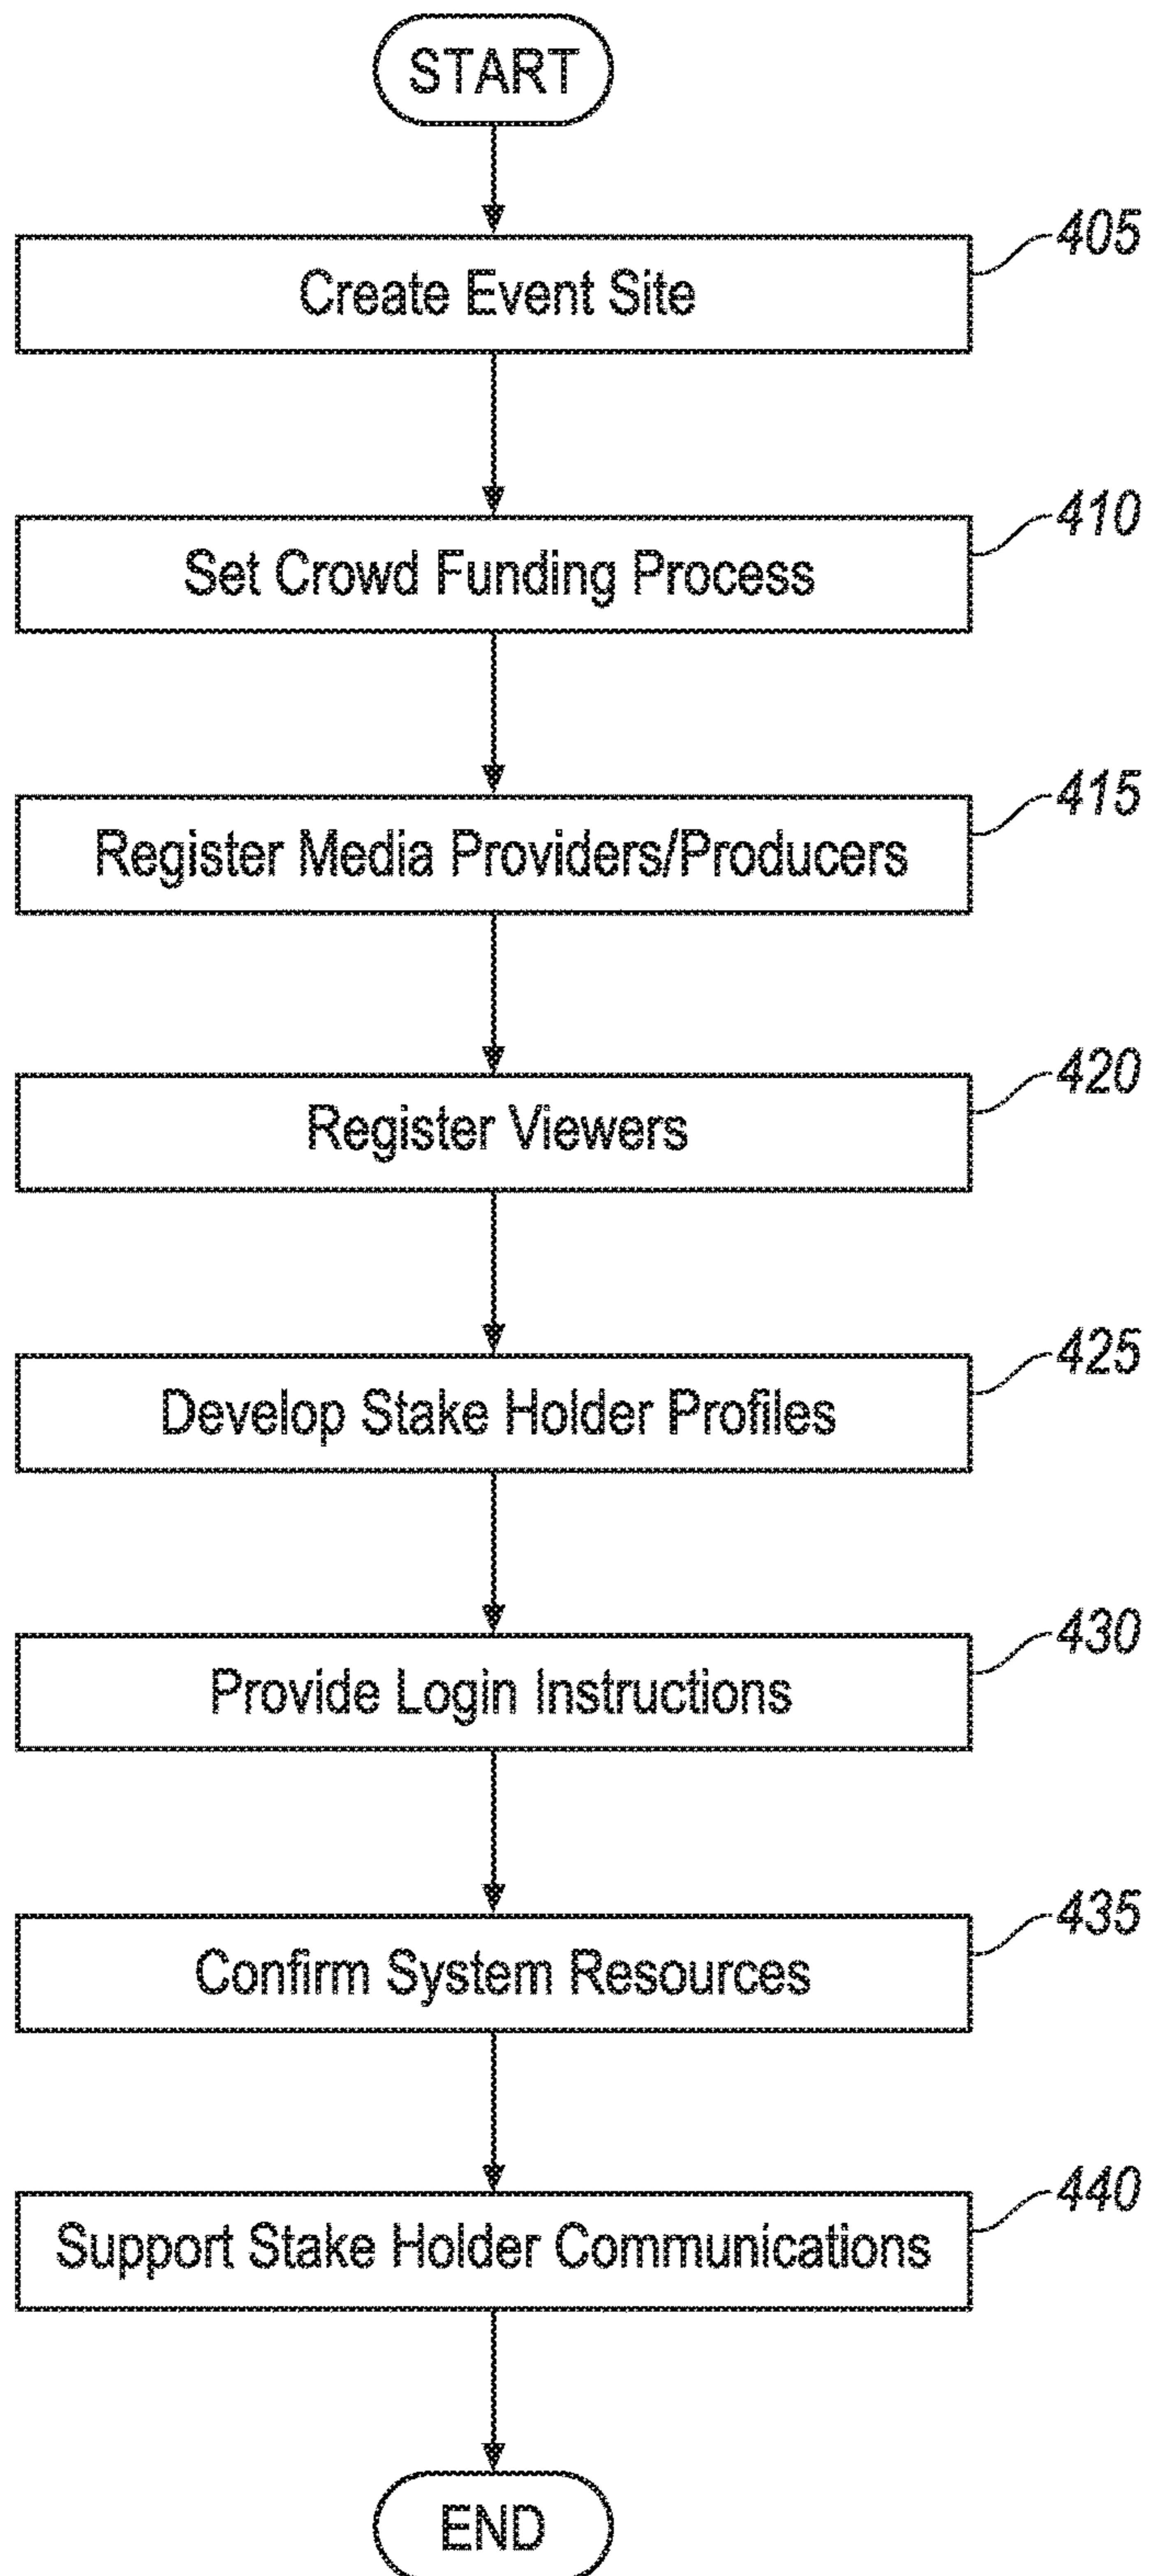 START
405
Create Event Site
410
Set Crowd Funding Process
415
Register Media Providers/Producers
420
Register Viewers
425
Develop Stake Holder Profiles
430
Provide Login Instructions
435
Confirm System Resources
440
Support Stake Holder Communications
END